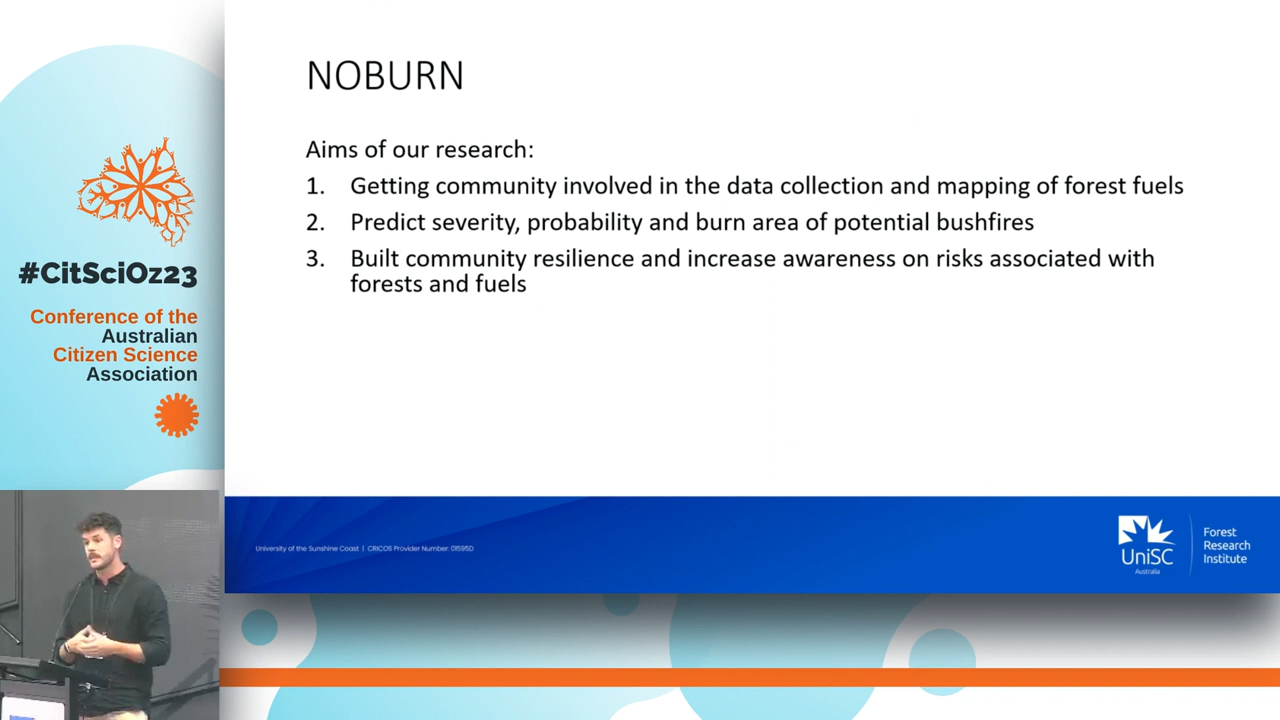 NOBURN
Aims of our research:
1. Getting community involved in the data collection and mapping of forest fuels
2. Predict severity, probability and burn area of potential bushfires
3. Built community resilience and increase awareness on risks associated with
forests and fuels
#CitSciOz23
Conference of the
Australian
Citizen Science
Association
University of the Sunshine Coast | CRICOS Provider Number: 01595D
UniSC
Australia
Forest
Research
Institute